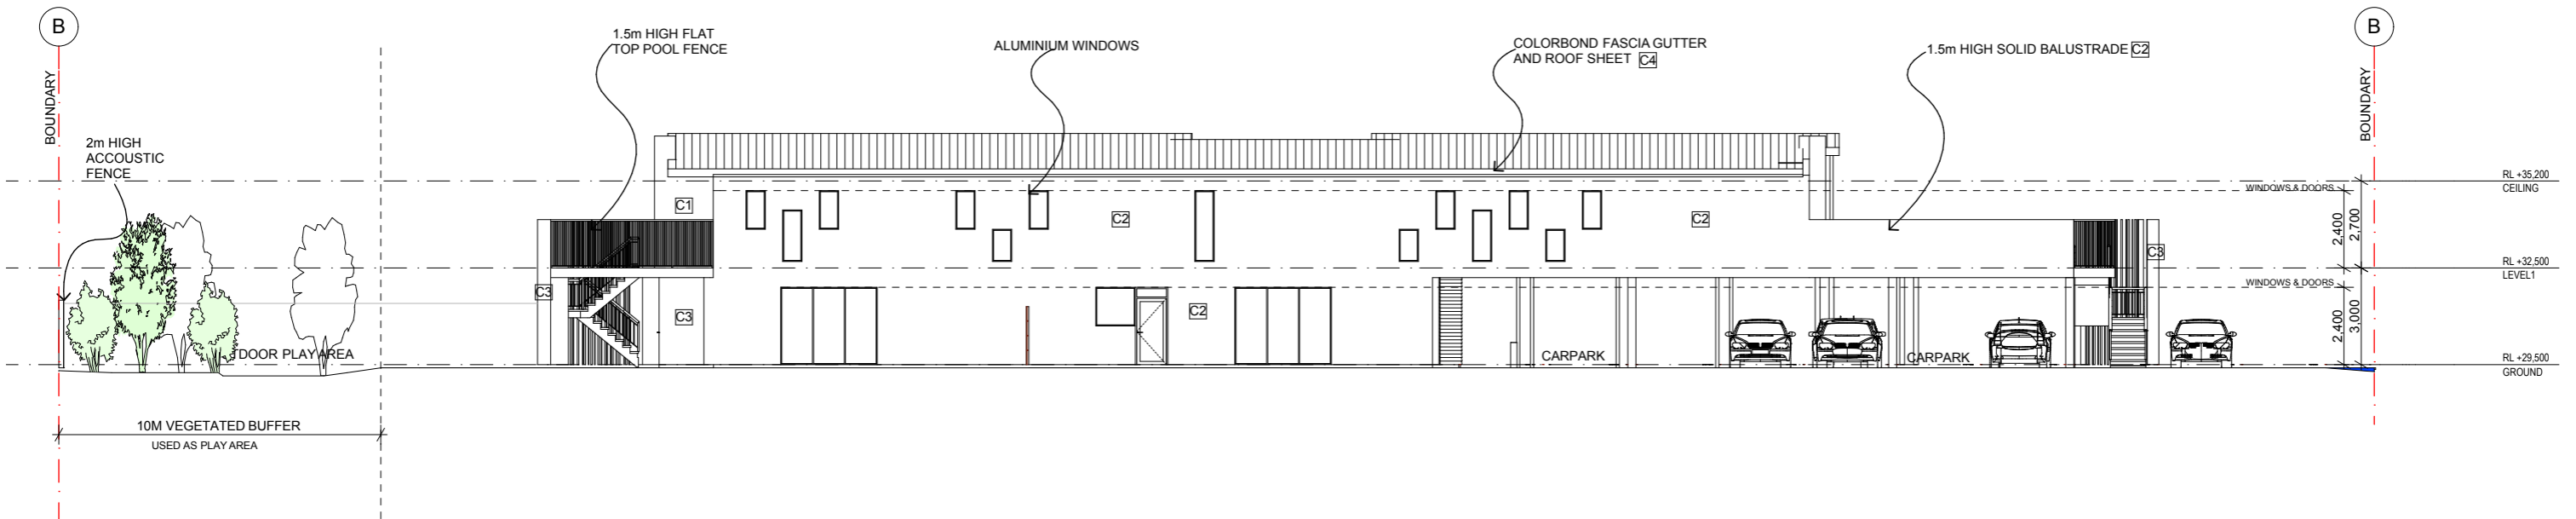 B
BOUNDARY
2m HIGH
ACCOUSTIC
FENCE
1.5m HIGH FLAT
TOP POOL FENCE
ALUMINIUM WINDOWS
COLORBOND FASCIA GUTTER
AND ROOF SHEET C4
1.5m HIGH SOLID BALUSTRADE C2
B
BOUNDARY
RL +35,200
CEILING
WINDOWS & DOORS
2,400
2,700
C1
C2
C2
C3
RL +32,500
LEVEL1
WINDOWS & DOORS
2,400
3,000
C3
C3
C2
TDOOR PLAY AREA
CARPARK
CARPARK
RL +29,500
GROUND
10M VEGETATED BUFFER
USED AS PLAY AREA